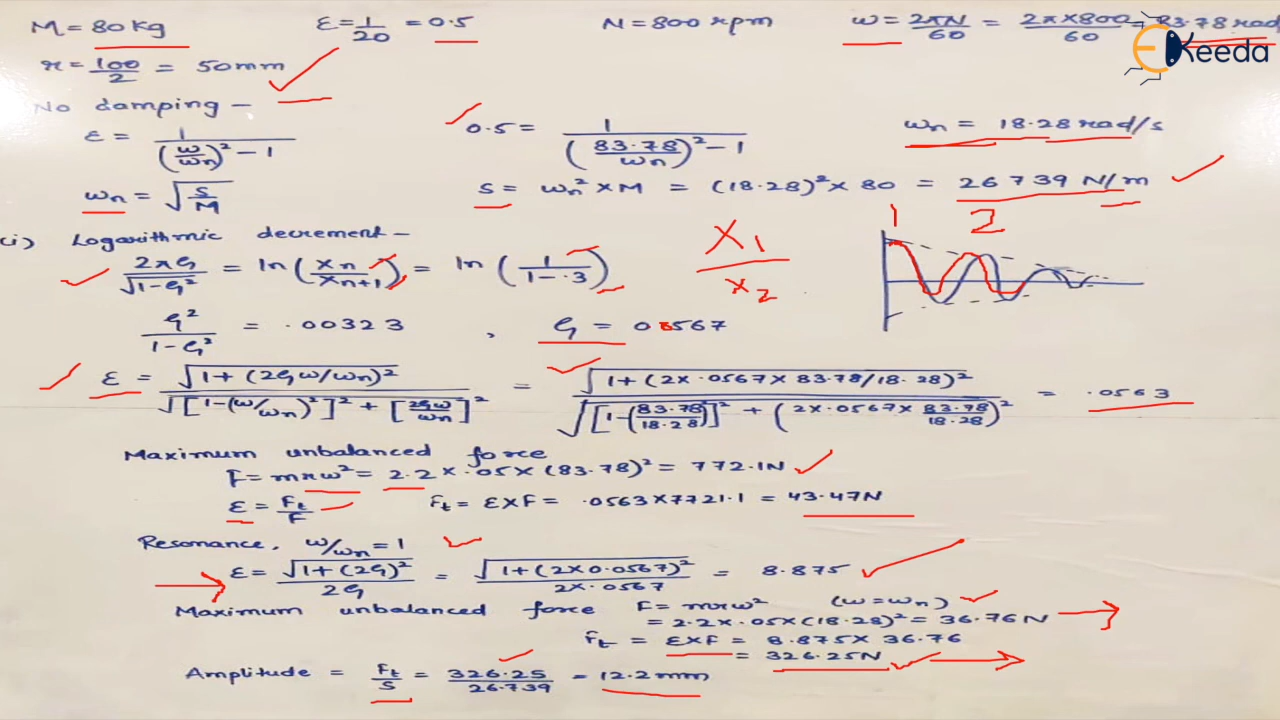 M = 80 Kg    ε = 1/20 = 0.5    N = 800 rpm    ω = 2πN/60 = 2π×800/60 = 83.78 rad
EKeeda
r = 100/2 = 50mm
No damping –
ε = 1/((ω/ωn)² – 1)    0.5 = 1/((83.78/ωn)² – 1)    ωn = 18.28 rad/s
ωn = √(S/M)    S = ωn² × M = (18.28)² × 80 = 26739 N/m
(i) Logarithmic decrement –    X1/X2    1    2
2πζ/√(1-ζ²) = ln(Xn/Xn+1) = ln(1/(1-.3))
ζ²/(1-ζ²) = .00323 , ζ = 0.0567
ε = √(1+(2ζω/ωn)²)/√([1-(ω/ωn)²]² + [2ζω/ωn]²) = √(1+(2×.0567×83.78/18.28)²)/√([1-(83.78/18.28)²]² + (2×.0567×83.78/18.28)²) = .0563
Maximum unbalanced force
F = mrω² = 2.2×.05×(83.78)² = 772.1N
ε = Ft/F    Ft = ε×F = .0563×7721.1 = 43.47N
Resonance, ω/ωn = 1
ε = √(1+(2ζ)²)/2ζ = √(1+(2×0.0567)²)/(2×.0567) = 8.875
Maximum unbalanced force F = mrω² (ω=ωn)
= 2.2×.05×(18.28)² = 36.76N
Ft = ε×F = 8.875×36.76
= 326.25N
Amplitude = Ft/S = 326.25/26.739 = 12.2mm